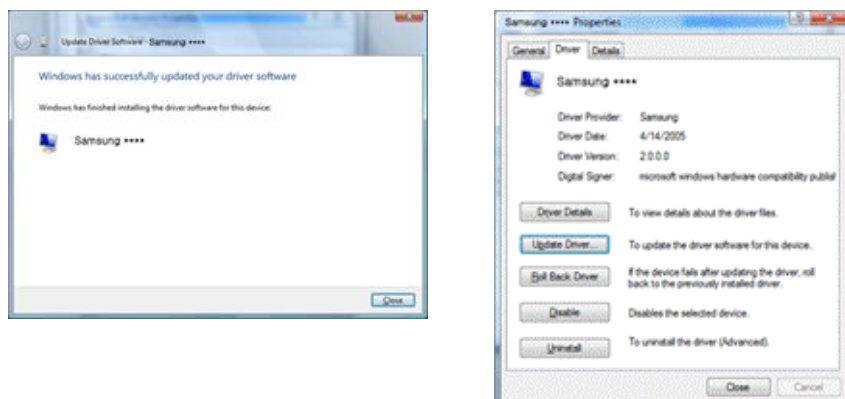 Update Driver Software - Samsung ****
Windows has successfully updated your driver software
Windows has finished installing the driver software for this device:
Samsung ****
Close
Samsung **** Properties
General Driver Details
Samsung ****
Driver Provider: Samsung
Driver Date: 4/14/2005
Driver Version: 2.0.0.0
Digital Signer: microsoft windows hardware compatibility publis
Driver Details To view details about the driver files.
Update Driver... To update the driver software for this device.
Roll Back Driver If the device fails after updating the driver, roll
back to the previously installed driver.
Disable Disables the selected device.
Uninstall To uninstall the driver (Advanced).
Close Cancel